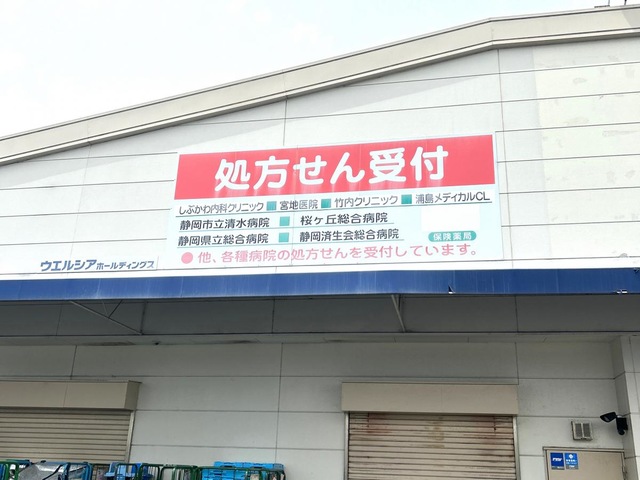 処方せん受付
しぶかわ内科クリニック■宮地医院■竹内クリニック■浦島メディカルCL
静岡市立清水病院■桜ヶ丘総合病院
静岡県立総合病院■静岡済生会総合病院
保険薬局
●他、各種病院の処方せんを受付しています。
ウエルシアホールディングス